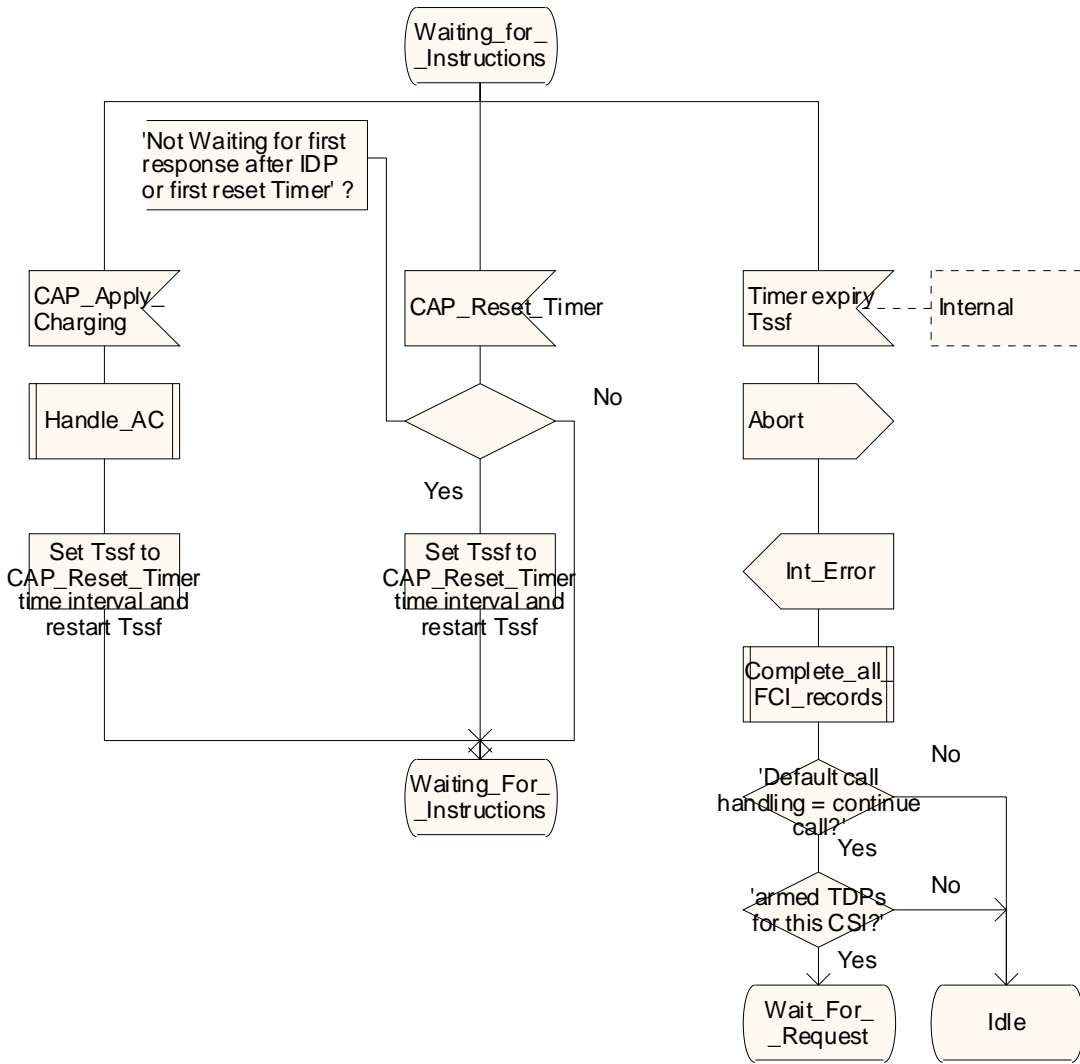 Waiting_for_
_Instructions
'Not Waiting for first
response after IDP
or first reset Timer' ?
CAP_Apply_
Charging
CAP_Reset_Timer
Timer expiry
Tssf
Internal
Handle_AC
No
Abort
Yes
Set Tssf to
CAP_Reset_Timer
time interval and
restart Tssf
Set Tssf to
CAP_Reset_Timer
time interval and
restart Tssf
Int_Error
Complete_all_
FCI_records
Waiting_For_
_Instructions
'Default call
handling = continue
call?'
No
Yes
'armed TDPs
for this CSI?'
No
Yes
Wait_For_
_Request
Idle